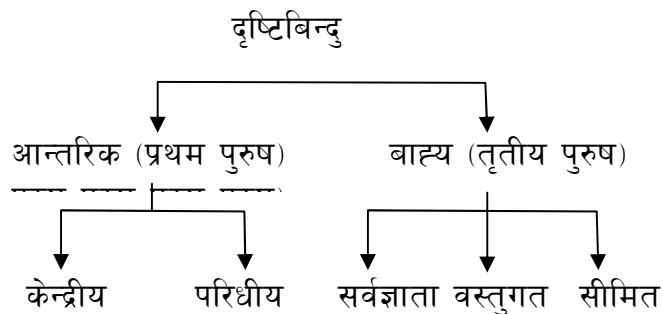 दृष्टिबिन्दु
आन्तरिक (प्रथम पुरुष) बाह्य (तृतीय पुरुष)
केन्द्रीय परिधीय सर्वज्ञाता वस्तुगत सीमित